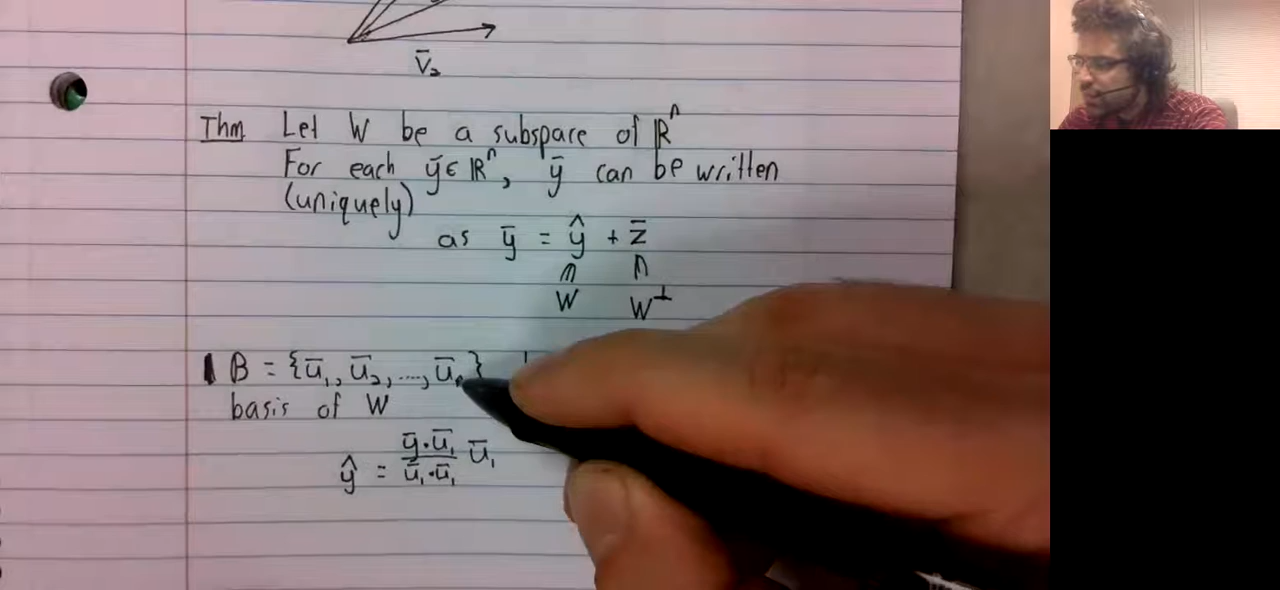 v̄₂
Thm Let W be a subspace of ℝⁿ
For each ȳ ∈ ℝⁿ, ȳ can be written
(uniquely)
as ȳ = ŷ + z̄
∩ ∩
W W⊥
B = {ū₁, ū₂, ...., ūₙ}
basis of W
ŷ = ȳ·ū₁ / ū₁·ū₁ ū₁